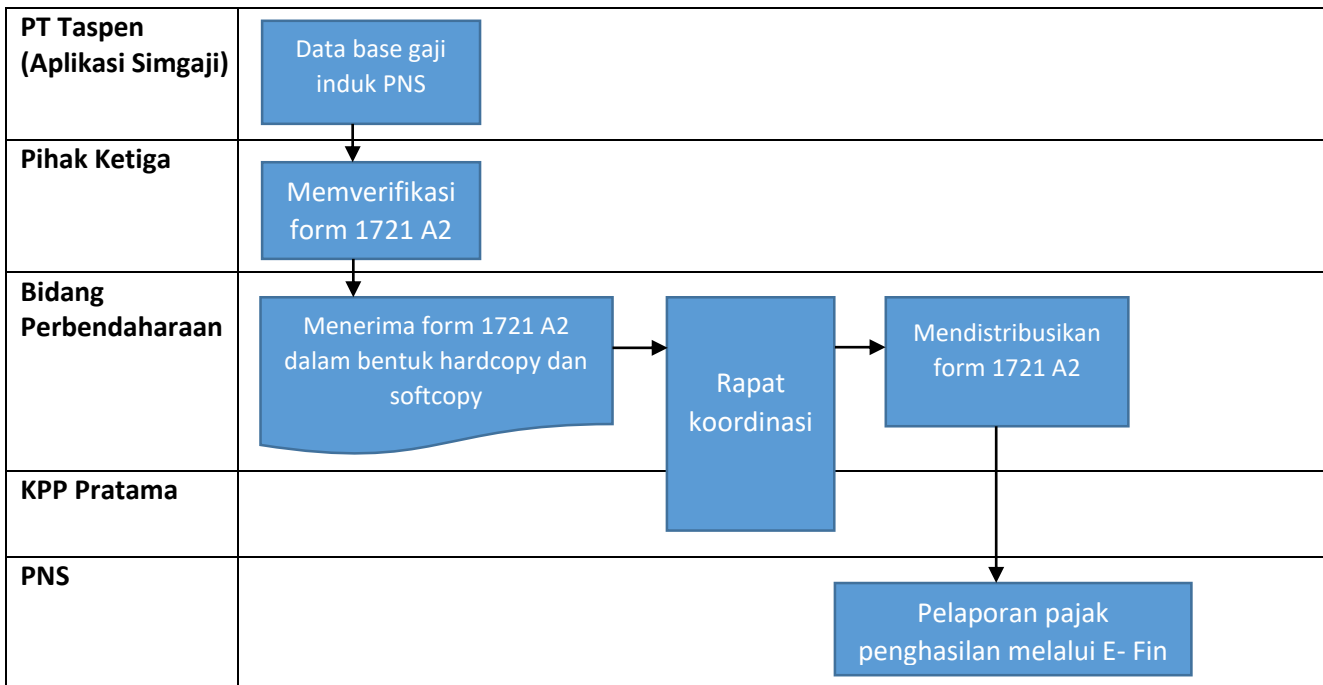 PT Taspen
(Aplikasi Simgaji)
Data base gaji
induk PNS
Pihak Ketiga
Memverifikasi
form 1721 A2
Bidang
Perbendaharaan
Menerima form 1721 A2
dalam bentuk hardcopy dan
softcopy
Rapat
koordinasi
Mendistribusikan
form 1721 A2
KPP Pratama
PNS
Pelaporan pajak
penghasilan melalui E- Fin